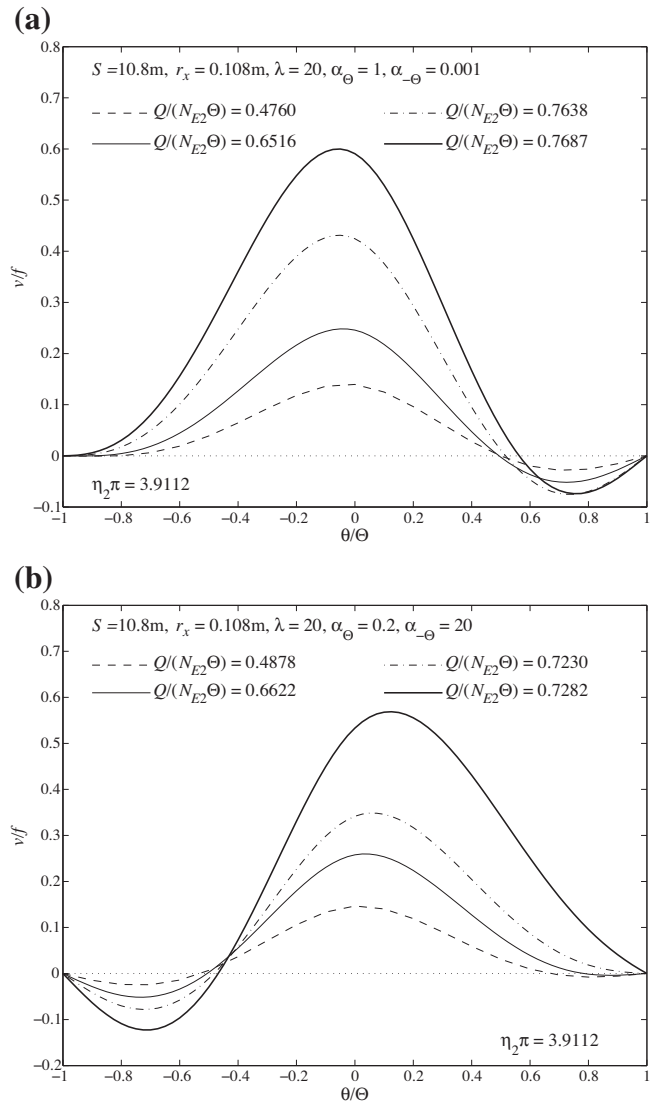 (a)
0.8
0.7
0.6
0.5
0.4
0.3
0.2
0.1
0
−0.1
v/f
S =10.8m, r_x = 0.108m, λ = 20, α_Θ = 1, α_−Θ = 0.001
Q/(N_E2Θ) = 0.4760 Q/(N_E2Θ) = 0.7638
Q/(N_E2Θ) = 0.6516 Q/(N_E2Θ) = 0.7687
η_2π = 3.9112
−1 −0.8 −0.6 −0.4 −0.2 0 0.2 0.4 0.6 0.8 1
θ/Θ
(b)
0.8
0.7
0.6
0.5
0.4
0.3
0.2
0.1
0
−0.1
−0.2
v/f
S =10.8m, r_x = 0.108m, λ = 20, α_Θ = 0.2, α_−Θ = 20
Q/(N_E2Θ) = 0.4878 Q/(N_E2Θ) = 0.7230
Q/(N_E2Θ) = 0.6622 Q/(N_E2Θ) = 0.7282
η_2π = 3.9112
−1 −0.8 −0.6 −0.4 −0.2 0 0.2 0.4 0.6 0.8 1
θ/Θ